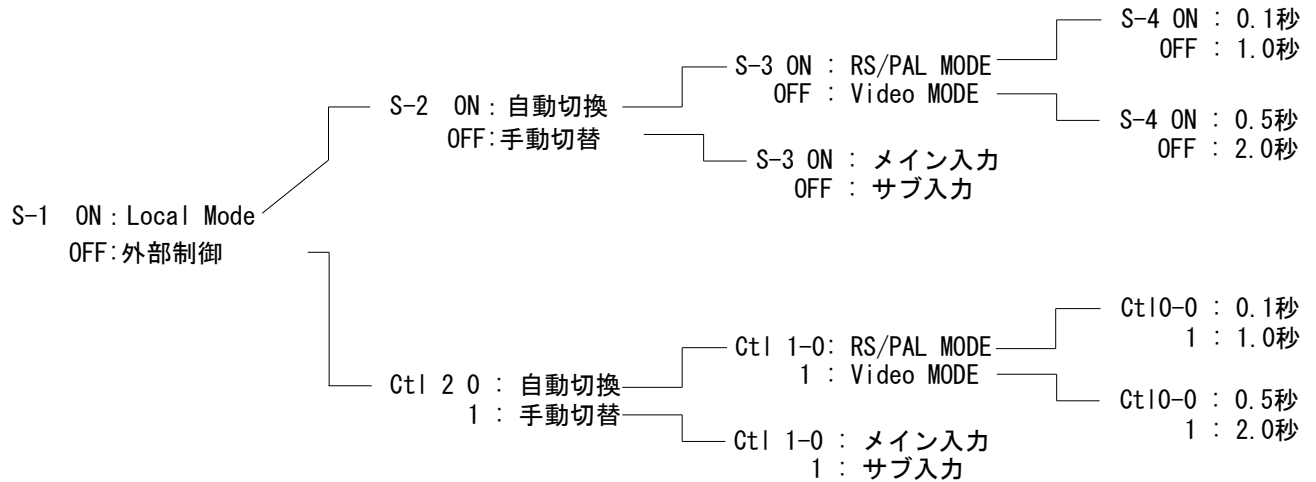 S-4 ON : 0.1秒
OFF : 1.0秒
S-3 ON : RS/PAL MODE
OFF : Video MODE
S-2 ON : 自動切換
OFF:手動切替
S-4 ON : 0.5秒
OFF : 2.0秒
S-3 ON : メイン入力
OFF : サブ入力
S-1 ON : Local Mode
OFF:外部制御
Ctl0-0 : 0.1秒
1 : 1.0秒
Ctl 1-0: RS/PAL MODE
1 : Video MODE
Ctl 2 0 : 自動切換
1 : 手動切替
Ctl0-0 : 0.5秒
1 : 2.0秒
Ctl 1-0 : メイン入力
1 : サブ入力